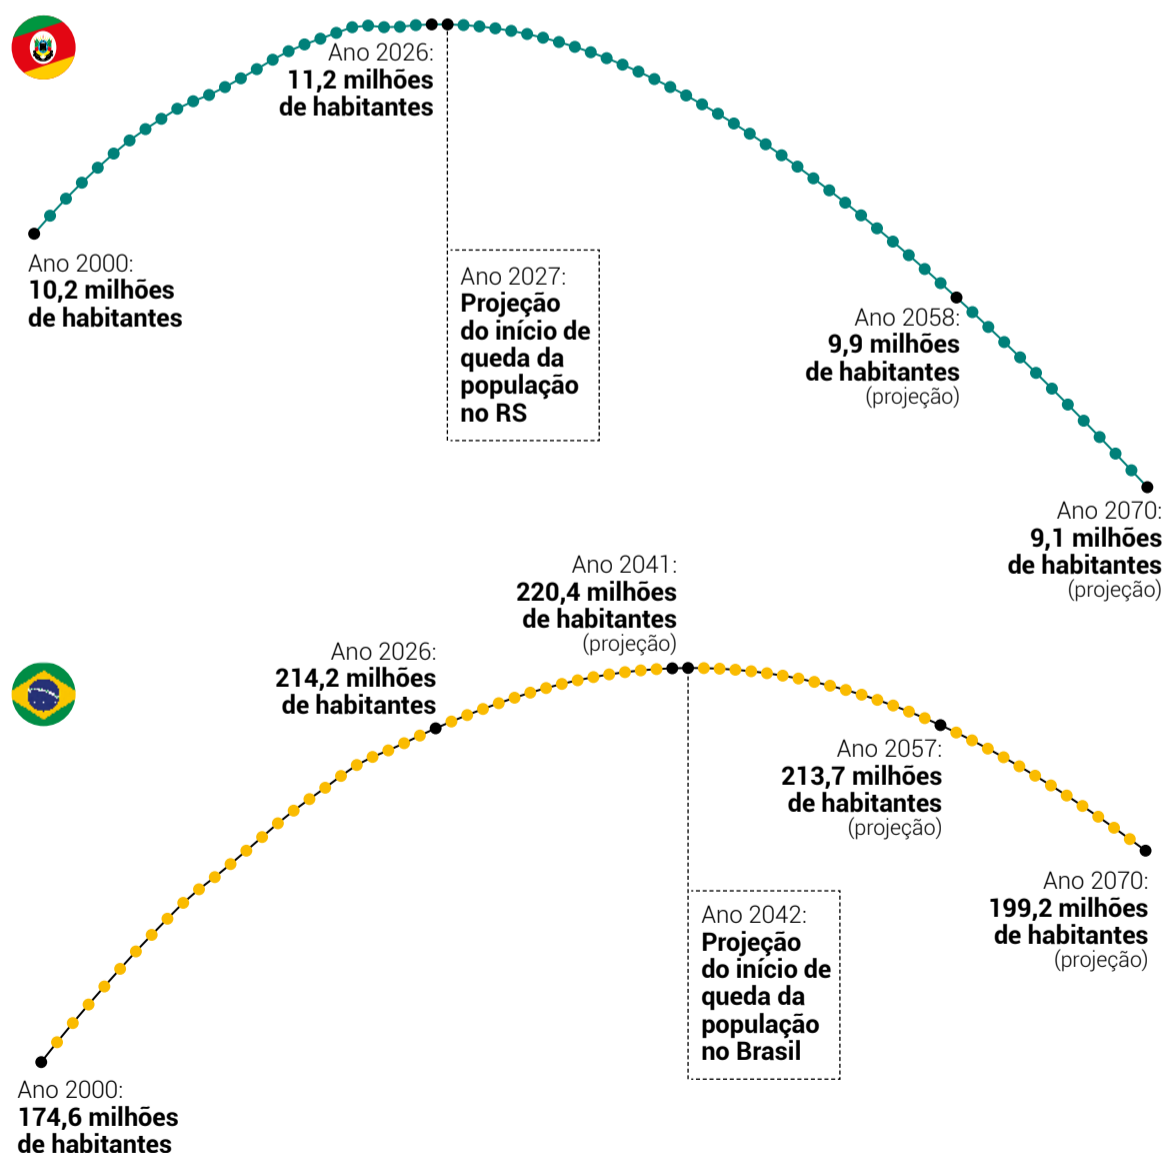 Ano 2026:
11,2 milhões
de habitantes
Ano 2000:
10,2 milhões
de habitantes
Ano 2027:
Projeção
do início de
queda da
população
no RS
Ano 2058:
9,9 milhões
de habitantes
(projeção)
Ano 2070:
9,1 milhões
de habitantes
(projeção)
Ano 2041:
220,4 milhões
de habitantes
(projeção)
Ano 2026:
214,2 milhões
de habitantes
Ano 2057:
213,7 milhões
de habitantes
(projeção)
Ano 2070:
199,2 milhões
de habitantes
(projeção)
Ano 2042:
Projeção
do início de
queda da
população
no Brasil
Ano 2000:
174,6 milhões
de habitantes